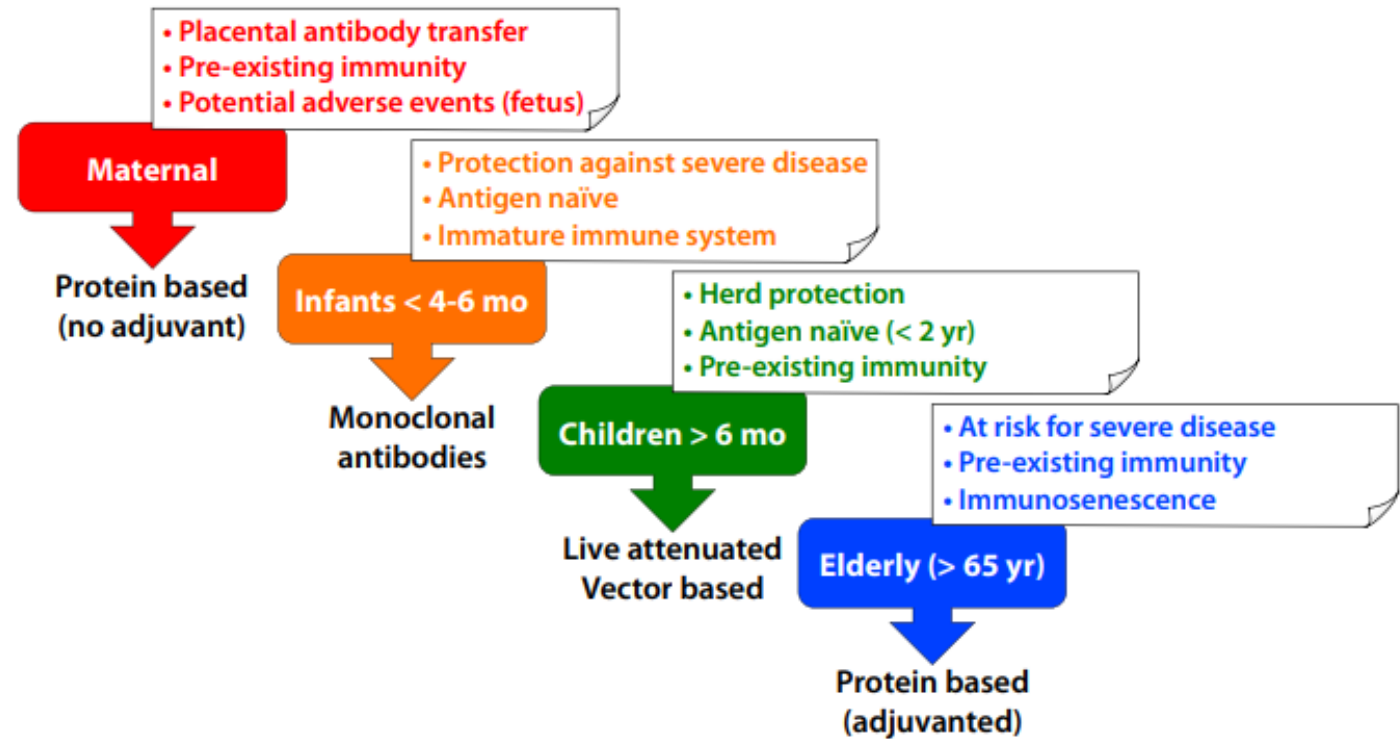 • Placental antibody transfer
• Pre-existing immunity
• Potential adverse events (fetus)
Maternal
Protein based
(no adjuvant)
• Protection against severe disease
• Antigen naïve
• Immature immune system
Infants < 4-6 mo
Monoclonal
antibodies
• Herd protection
• Antigen naïve (< 2 yr)
• Pre-existing immunity
Children > 6 mo
Live attenuated
Vector based
• At risk for severe disease
• Pre-existing immunity
• Immunosenescence
Elderly (> 65 yr)
Protein based
(adjuvanted)